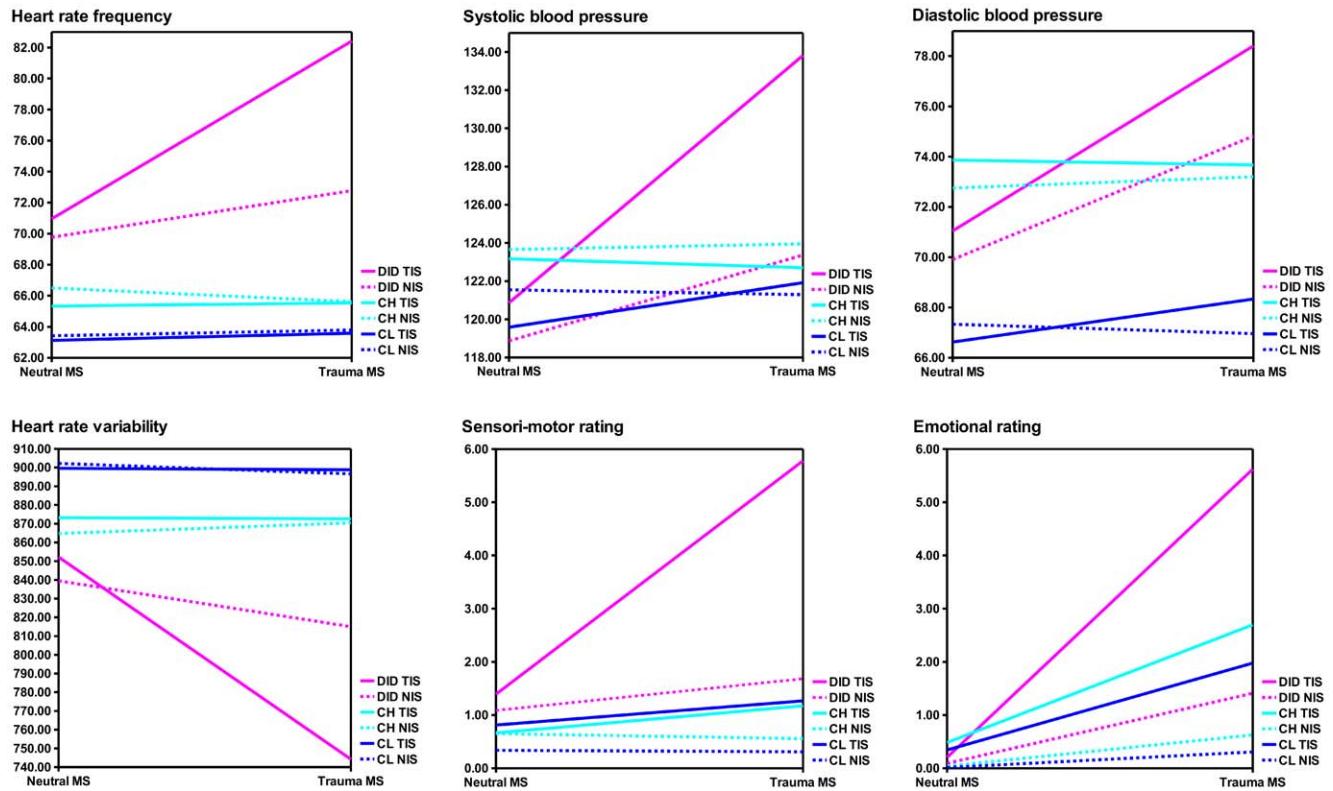 Heart rate frequency
82.00
80.00
78.00
76.00
74.00
72.00
70.00
68.00
66.00
64.00
62.00
Neutral MS
Trauma MS
DID TIS
DID NIS
CH TIS
CH NIS
CL TIS
CL NIS
Systolic blood pressure
134.00
132.00
130.00
128.00
126.00
124.00
122.00
120.00
118.00
Neutral MS
Trauma MS
DID TIS
DID NIS
CH TIS
CH NIS
CL TIS
CL NIS
Diastolic blood pressure
78.00
76.00
74.00
72.00
70.00
68.00
66.00
Neutral MS
Trauma MS
DID TIS
DID NIS
CH TIS
CH NIS
CL TIS
CL NIS
Heart rate variability
910.00
900.00
890.00
880.00
870.00
860.00
850.00
840.00
830.00
820.00
810.00
800.00
790.00
780.00
770.00
760.00
750.00
740.00
Neutral MS
Trauma MS
DID TIS
DID NIS
CH TIS
CH NIS
CL TIS
CL NIS
Sensori-motor rating
6.00
5.00
4.00
3.00
2.00
1.00
0.00
Neutral MS
Trauma MS
DID TIS
DID NIS
CH TIS
CH NIS
CL TIS
CL NIS
Emotional rating
6.00
5.00
4.00
3.00
2.00
1.00
0.00
Neutral MS
Trauma MS
DID TIS
DID NIS
CH TIS
CH NIS
CL TIS
CL NIS